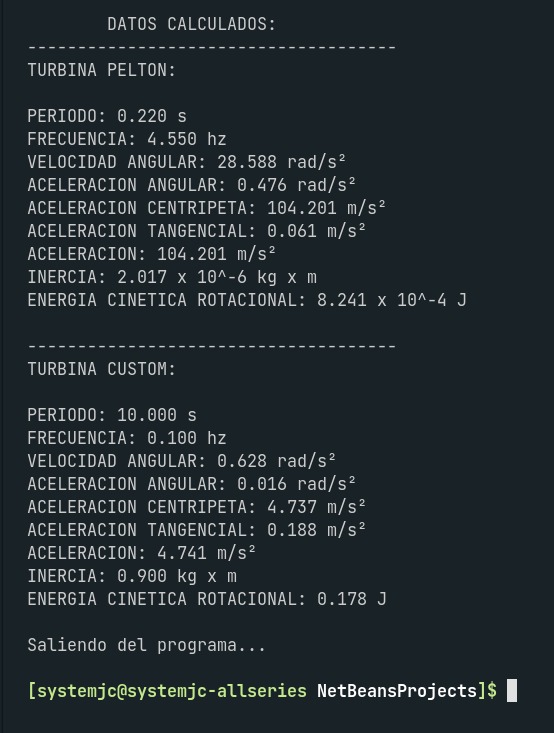 DATOS CALCULADOS:
-------------------------------------
TURBINA PELTON:
PERIODO: 0.220 s
FRECUENCIA: 4.550 hz
VELOCIDAD ANGULAR: 28.588 rad/s²
ACELERACION ANGULAR: 0.476 rad/s²
ACELERACION CENTRIPETA: 104.201 m/s²
ACELERACION TANGENCIAL: 0.061 m/s²
ACELERACION: 104.201 m/s²
INERCIA: 2.017 x 10^-6 kg x m
ENERGIA CINETICA ROTACIONAL: 8.241 x 10^-4 J
-------------------------------------
TURBINA CUSTOM:
PERIODO: 10.000 s
FRECUENCIA: 0.100 hz
VELOCIDAD ANGULAR: 0.628 rad/s²
ACELERACION ANGULAR: 0.016 rad/s²
ACELERACION CENTRIPETA: 4.737 m/s²
ACELERACION TANGENCIAL: 0.188 m/s²
ACELERACION: 4.741 m/s²
INERCIA: 0.900 kg x m
ENERGIA CINETICA ROTACIONAL: 0.178 J
Saliendo del programa...
[systemjc@systemjc-allseries NetBeansProjects]$